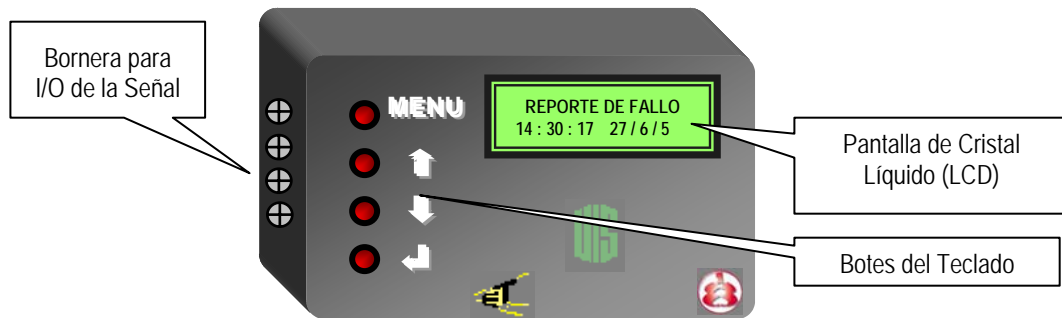 Bornera para
I/O de la Señal
MENU
REPORTE DE FALLO
14 : 30 : 17 27 / 6 / 5
Pantalla de Cristal
Líquido (LCD)
UIS
Botes del Teclado